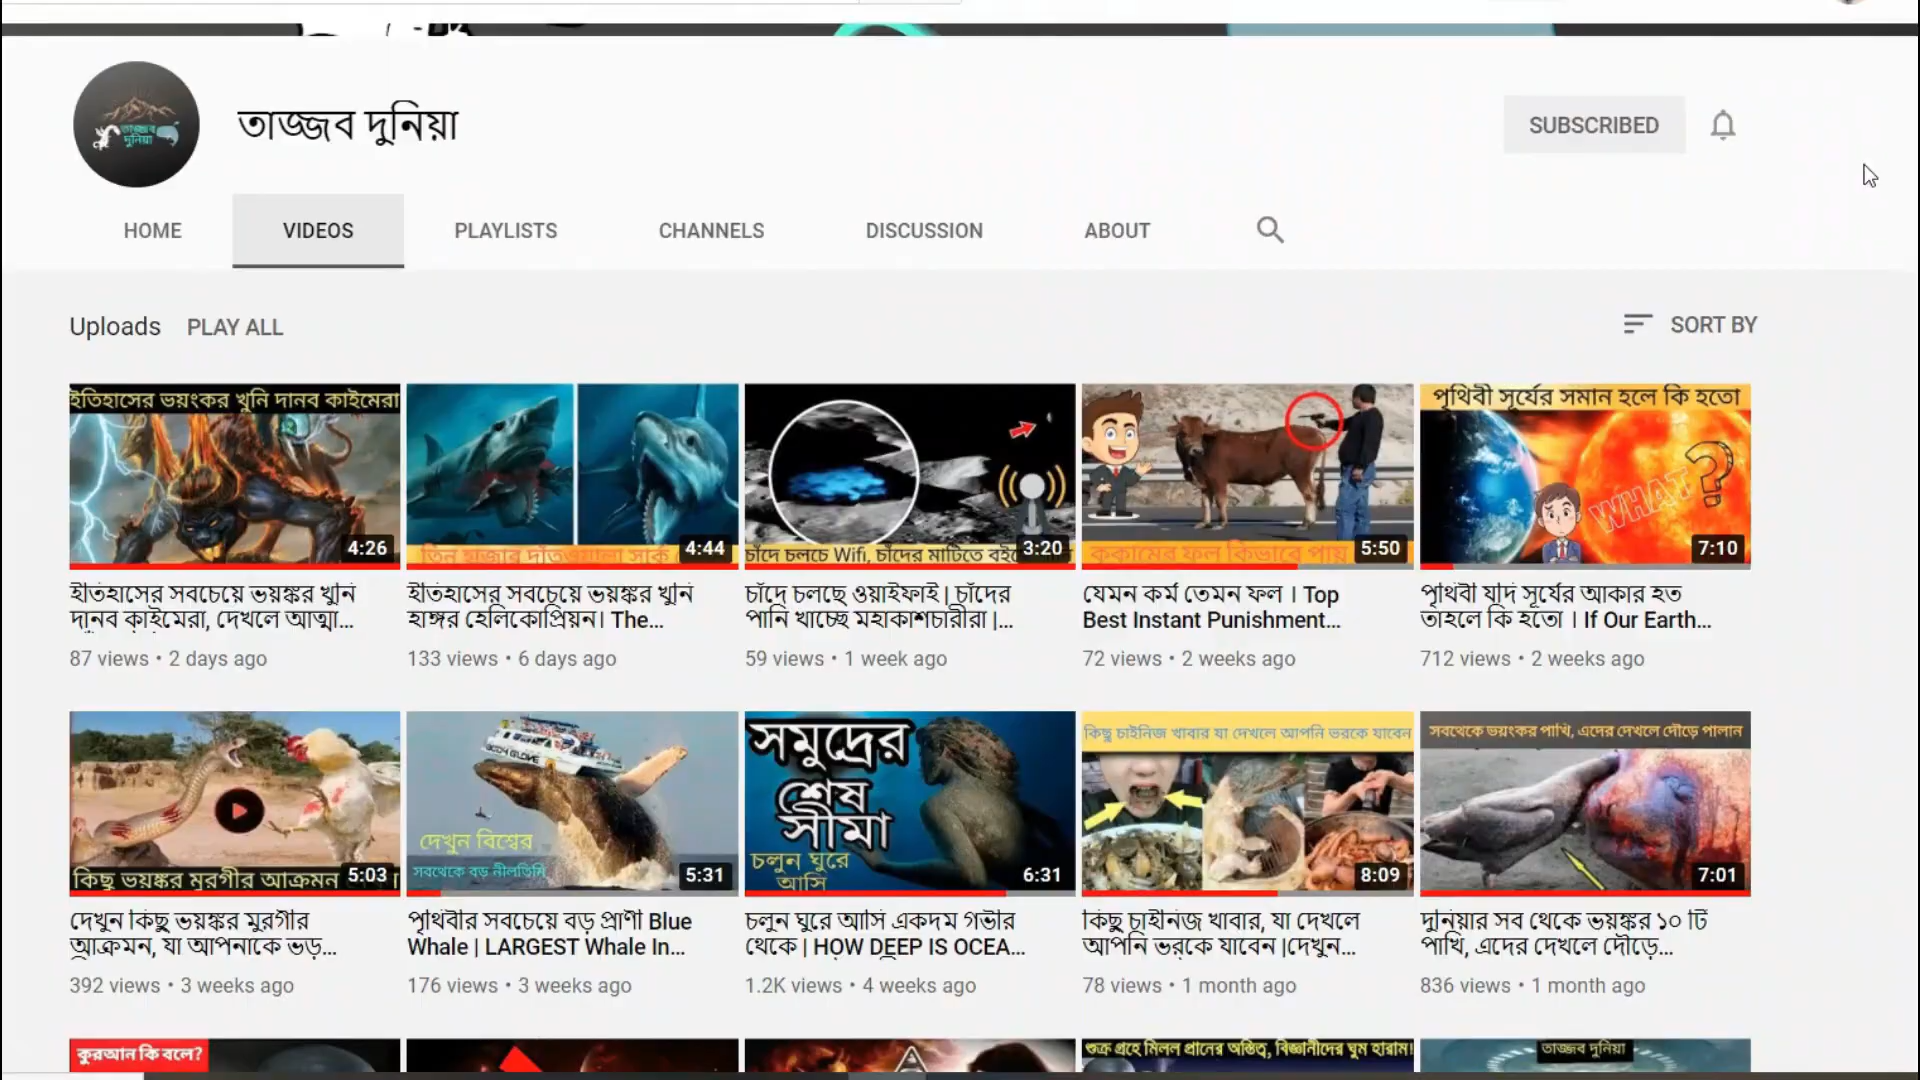 তাজ্জব দুনিয়া
তাজ্জব
দুনিয়া
SUBSCRIBED
HOME
VIDEOS
PLAYLISTS
CHANNELS
DISCUSSION
ABOUT
Uploads
PLAY ALL
SORT BY
ইতিহাসের ভয়ংকর খুনি দানব কাইমেরা
4:26
4:44
চাঁদে চলচে Wifi, চাঁদের মাটিতে
3:20
কুকামের ফল কিভাবে পায়
5:50
পৃথিবী সূর্যের সমান হলে কি হতো
WHAT ?
7:10
ইতিহাসের সবচেয়ে ভয়ঙ্কর খুনি
দানব কাইমেরা, দেখলে আত্মা...
87 views • 2 days ago
ইতিহাসের সবচেয়ে ভয়ঙ্কর খুনি
হাঙ্গর হেলিকোপ্রিয়ন। The...
133 views • 6 days ago
চাঁদে চলছে ওয়াইফাই | চাঁদের
পানি খাচ্ছে মহাকাশচারীরা |...
59 views • 1 week ago
যেমন কর্ম তেমন ফল । Top
Best Instant Punishment...
72 views • 2 weeks ago
পৃথিবী যদি সূর্যের আকার হত
তাহলে কি হতো । If Our Earth...
712 views • 2 weeks ago
কিছু ভয়ঙ্কর মুরগীর আক্রমন
5:03
BODY GLOVE
দেখুন বিশ্বের
সবথেকে বড় নীলতিমি
5:31
সমুদ্রের
শেষ
সীমা
চলুন ঘুরে
আসি
6:31
কিছু চাইনিজ খাবার যা দেখলে আপনি ভরকে যাবেন
8:09
সবথেকে ভয়ংকর পাখি, এদের দেখলে দৌড়ে পালান
7:01
দেখুন কিছু ভয়ঙ্কর মুরগীর
আক্রমন, যা আপনাকে ভড়...
392 views • 3 weeks ago
পৃথিবীর সবচেয়ে বড় প্রাণী Blue
Whale | LARGEST Whale In...
176 views • 3 weeks ago
চলুন ঘুরে আসি একদম গভীর
থেকে | HOW DEEP IS OCEA...
1.2K views • 4 weeks ago
কিছু চাইনিজ খাবার, যা দেখলে
আপনি ভরকে যাবেন |দেখুন...
78 views • 1 month ago
দুনিয়ার সব থেকে ভয়ঙ্কর ১০ টি
পাখি, এদের দেখলে দৌড়ে...
836 views • 1 month ago
কুরআন কি বলে?
শুক্র গ্রহে মিলল প্রানের অস্তিত্ব, বিজ্ঞানীদের ঘুম হারাম!
তাজ্জব দুনিয়া